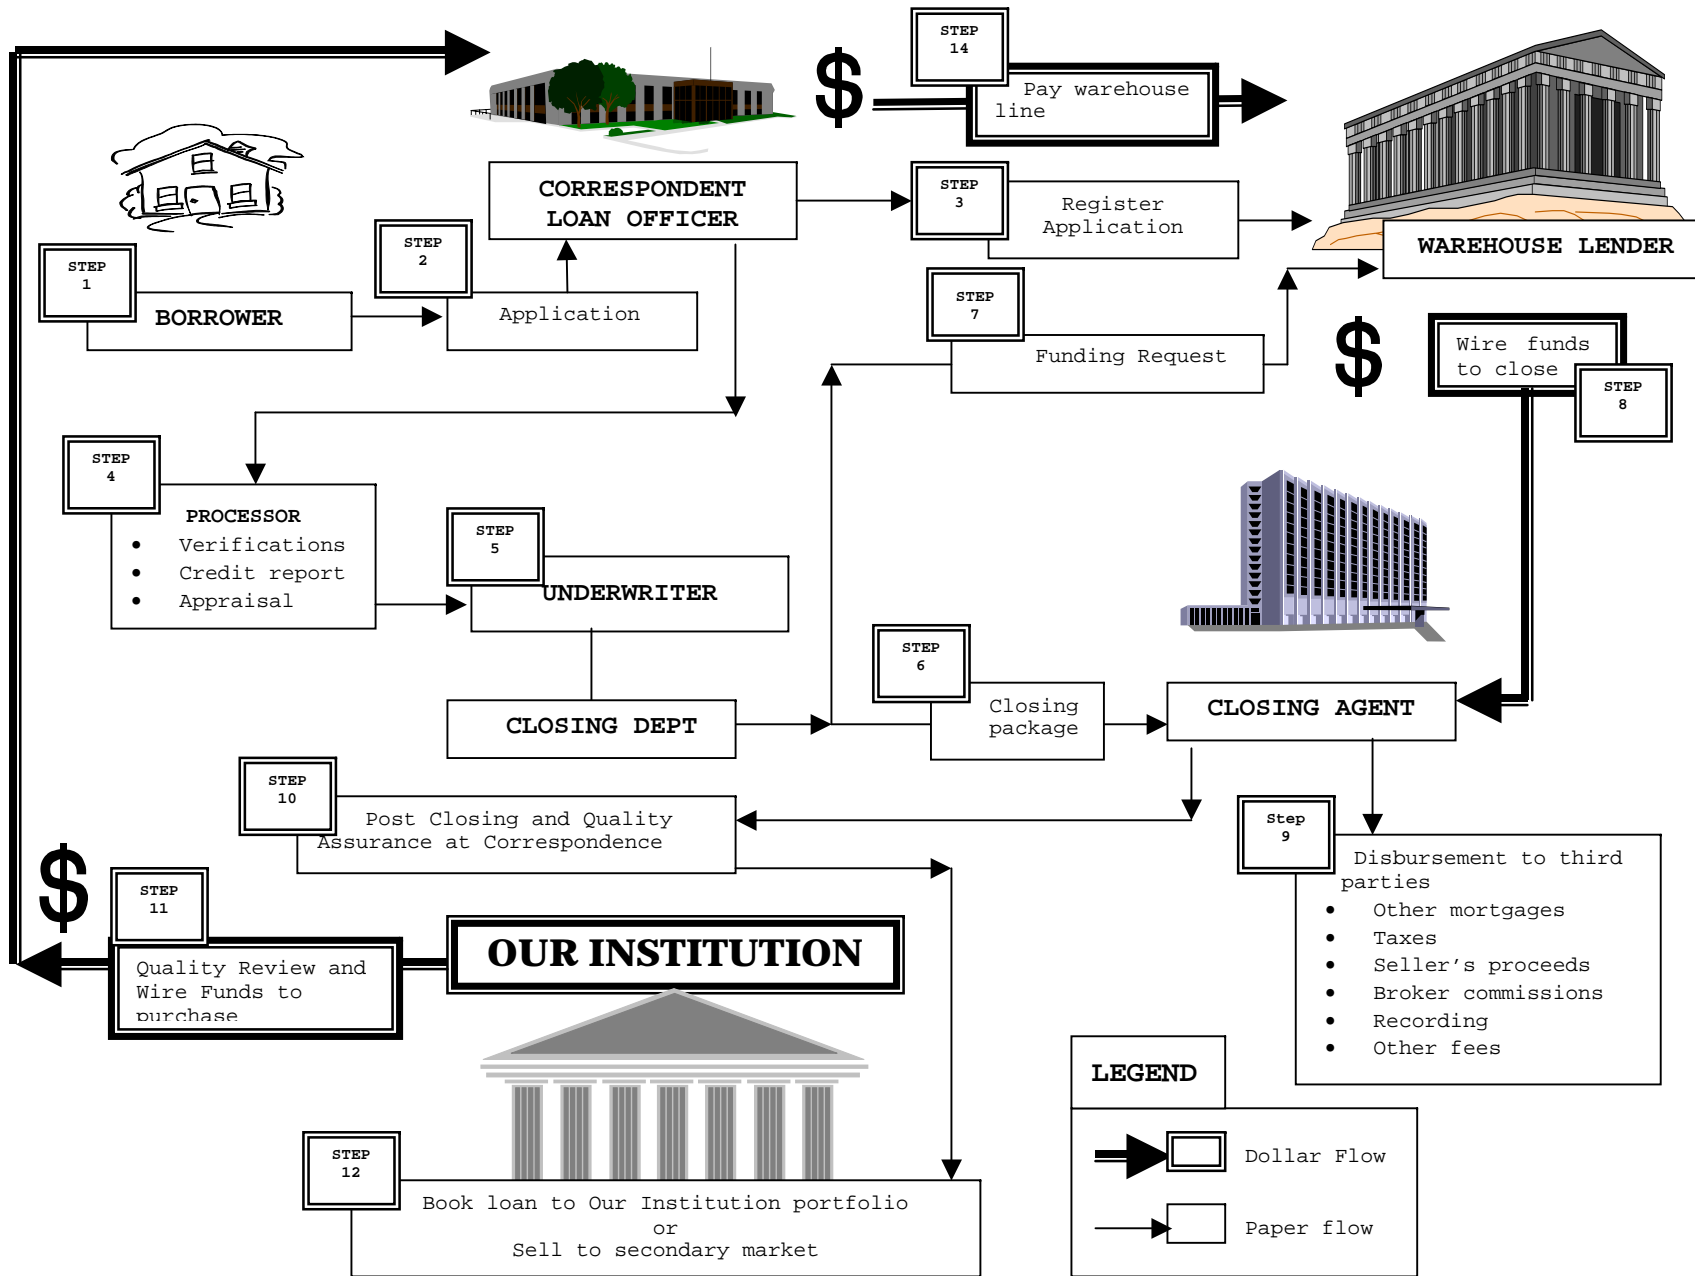 STEP
14
Pay warehouse
line
$
CORRESPONDENT
LOAN OFFICER
STEP
3
Register
Application
WAREHOUSE LENDER
STEP
1
BORROWER
STEP
2
Application
STEP
7
Funding Request
$
Wire funds
to close
STEP
8
STEP
4
PROCESSOR
• Verifications
• Credit report
• Appraisal
STEP
5
UNDERWRITER
CLOSING DEPT
STEP
6
Closing
package
CLOSING AGENT
STEP
10
Post Closing and Quality
Assurance at Correspondence
Step
9
Disbursement to third
parties
• Other mortgages
• Taxes
• Seller's proceeds
• Broker commissions
• Recording
• Other fees
$
STEP
11
Quality Review and
Wire Funds to
purchase
OUR INSTITUTION
STEP
12
Book loan to Our Institution portfolio
or
Sell to secondary market
LEGEND
Dollar Flow
Paper flow